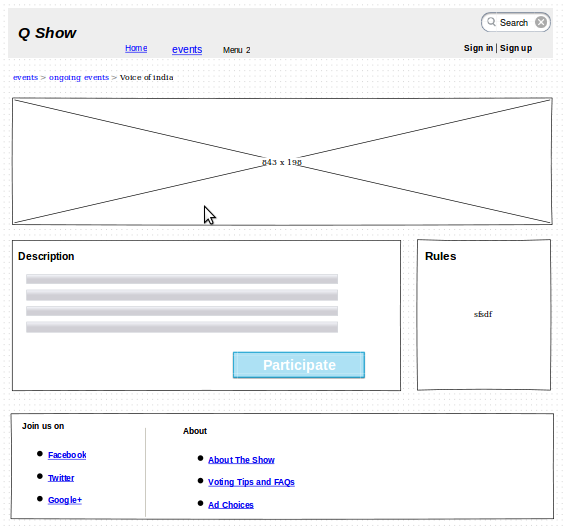 Q Show
Search
Home events Menu 2
Sign in | Sign up
events > ongoing events > Voice of india
843 x 198
Description
Participate
Rules
sfsdf
Join us on
Facebook
Twitter
Google+
About
About The Show
Voting Tips and FAQs
Ad Choices